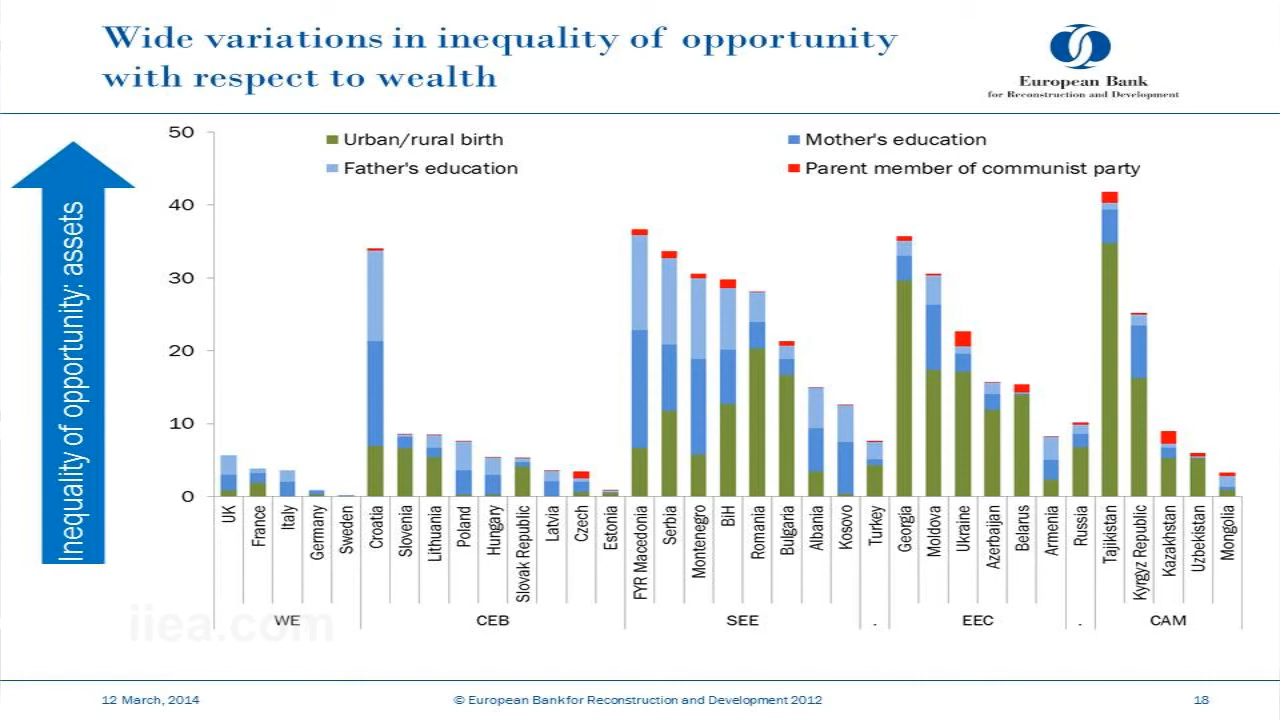 Wide variations in inequality of opportunity
with respect to wealth
European Bank
for Reconstruction and Development
Inequality of opportunity: assets
50
40
30
20
10
0
Urban/rural birth
Mother's education
Father's education
Parent member of communist party
UK
France
Italy
Germany
Sweden
Croatia
Slovenia
Lithuania
Poland
Hungary
Slovak Republic
Latvia
Czech
Estonia
FYR Macedonia
Serbia
Montenegro
BiH
Romania
Bulgaria
Albania
Kosovo
Turkey
Georgia
Moldova
Ukraine
Azerbaijan
Belarus
Armenia
Russia
Tajikistan
Kyrgyz Republic
Kazakhstan
Uzbekistan
Mongolia
WE
CEB
SEE
.
EEC
.
CAM
iiea.com
12 March, 2014
© European Bank for Reconstruction and Development 2012
18